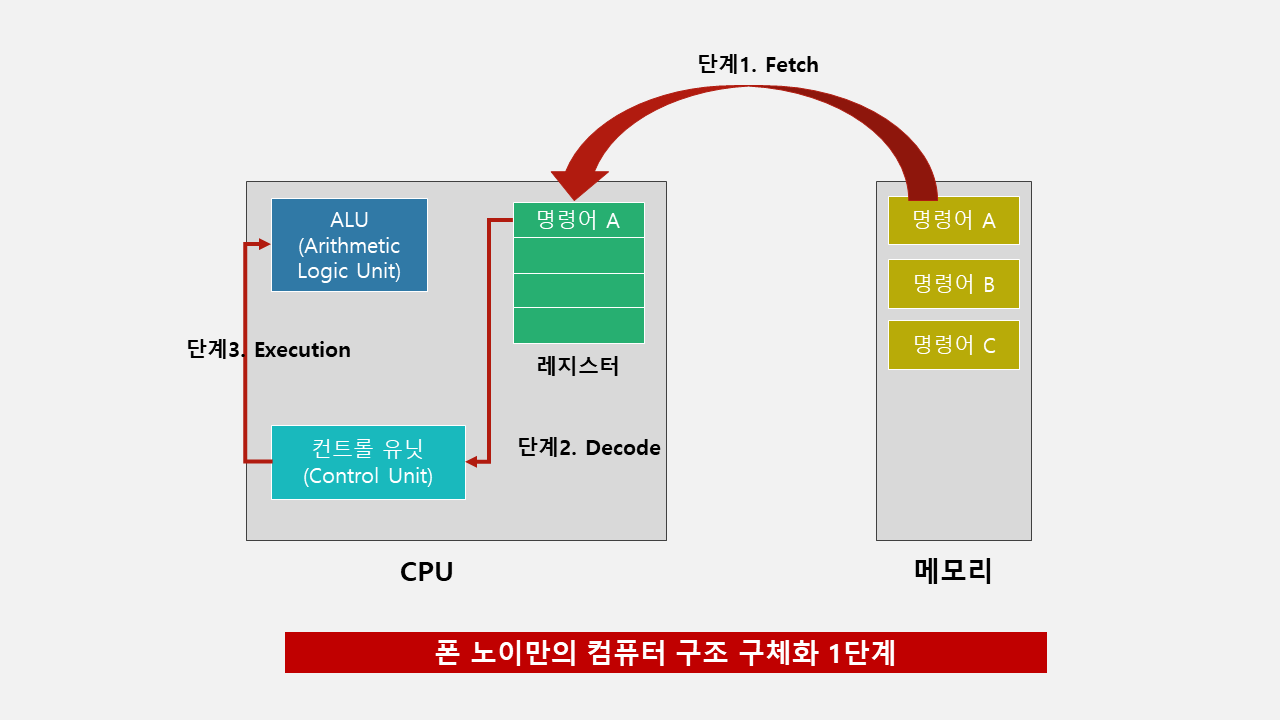 단계1. Fetch
ALU
(Arithmetic
Logic Unit)
명령어 A
명령어 A
명령어 B
명령어 C
단계3. Execution
레지스터
컨트롤 유닛
(Control Unit)
단계2. Decode
CPU
메모리
폰 노이만의 컴퓨터 구조 구체화 1단계